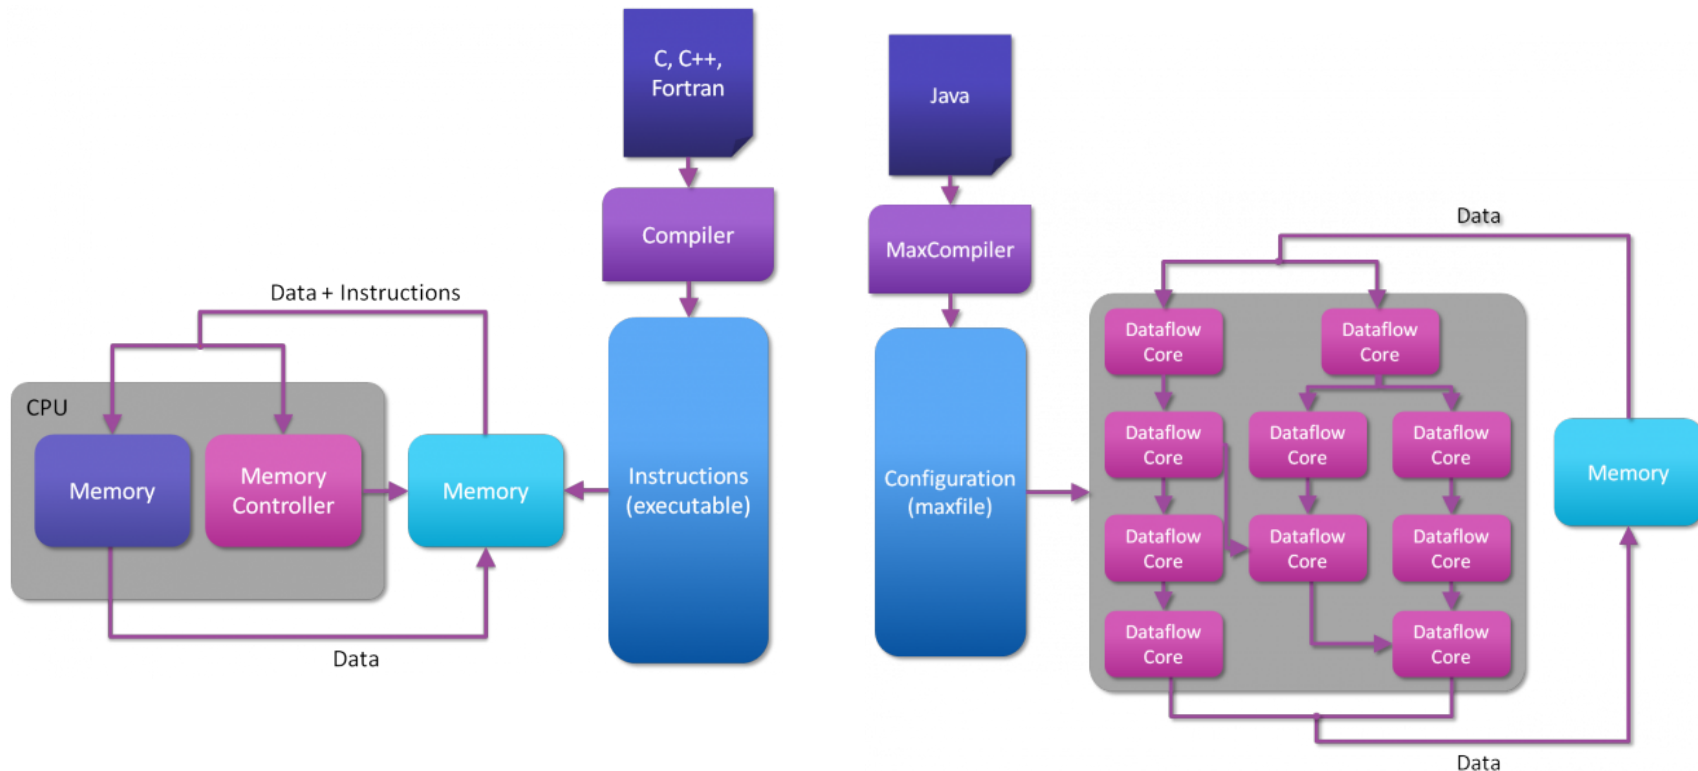 C, C++,
Fortran
Compiler
Data + Instructions
CPU
Memory
Memory
Controller
Memory
Instructions
(executable)
Data
Java
MaxCompiler
Configuration
(maxfile)
Data
Dataflow
Core
Dataflow
Core
Dataflow
Core
Dataflow
Core
Dataflow
Core
Dataflow
Core
Dataflow
Core
Dataflow
Core
Dataflow
Core
Dataflow
Core
Memory
Data